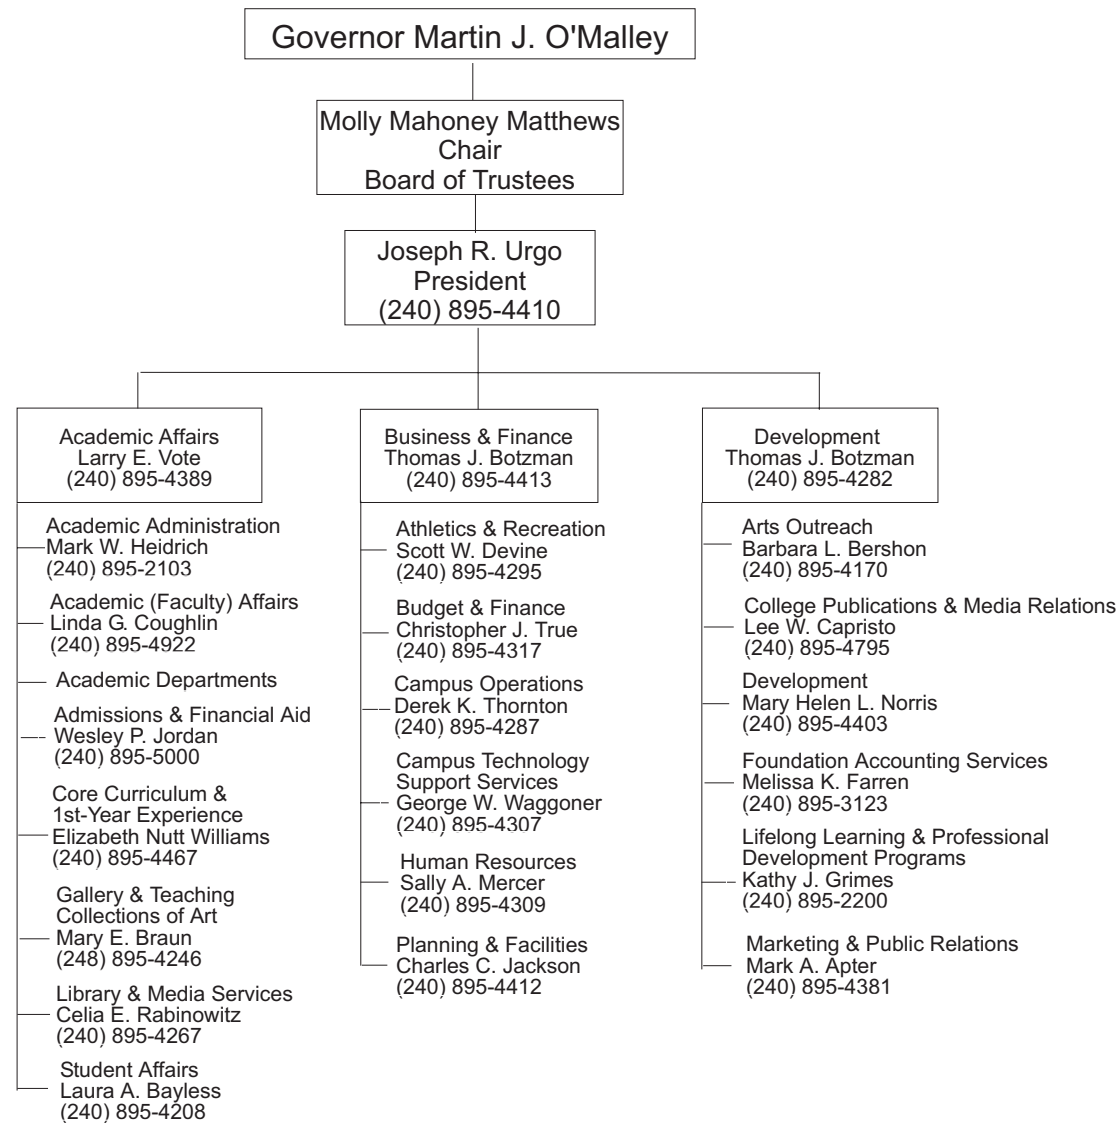 Governor Martin J. O'Malley
Molly Mahoney Matthews
Chair
Board of Trustees
Joseph R. Urgo
President
(240) 895-4410
Academic Affairs
Larry E. Vote
(240) 895-4389
Academic Administration
Mark W. Heidrich
(240) 895-2103
Academic (Faculty) Affairs
Linda G. Coughlin
(240) 895-4922
Academic Departments
Admissions & Financial Aid
Wesley P. Jordan
(240) 895-5000
Core Curriculum &
1st-Year Experience
Elizabeth Nutt Williams
(240) 895-4467
Gallery & Teaching
Collections of Art
Mary E. Braun
(248) 895-4246
Library & Media Services
Celia E. Rabinowitz
(240) 895-4267
Student Affairs
Laura A. Bayless
(240) 895-4208
Business & Finance
Thomas J. Botzman
(240) 895-4413
Athletics & Recreation
Scott W. Devine
(240) 895-4295
Budget & Finance
Christopher J. True
(240) 895-4317
Campus Operations
Derek K. Thornton
(240) 895-4287
Campus Technology
Support Services
George W. Waggoner
(240) 895-4307
Human Resources
Sally A. Mercer
(240) 895-4309
Planning & Facilities
Charles C. Jackson
(240) 895-4412
Development
Thomas J. Botzman
(240) 895-4282
Arts Outreach
Barbara L. Bershon
(240) 895-4170
College Publications & Media Relations
Lee W. Capristo
(240) 895-4795
Development
Mary Helen L. Norris
(240) 895-4403
Foundation Accounting Services
Melissa K. Farren
(240) 895-3123
Lifelong Learning & Professional
Development Programs
Kathy J. Grimes
(240) 895-2200
Marketing & Public Relations
Mark A. Apter
(240) 895-4381